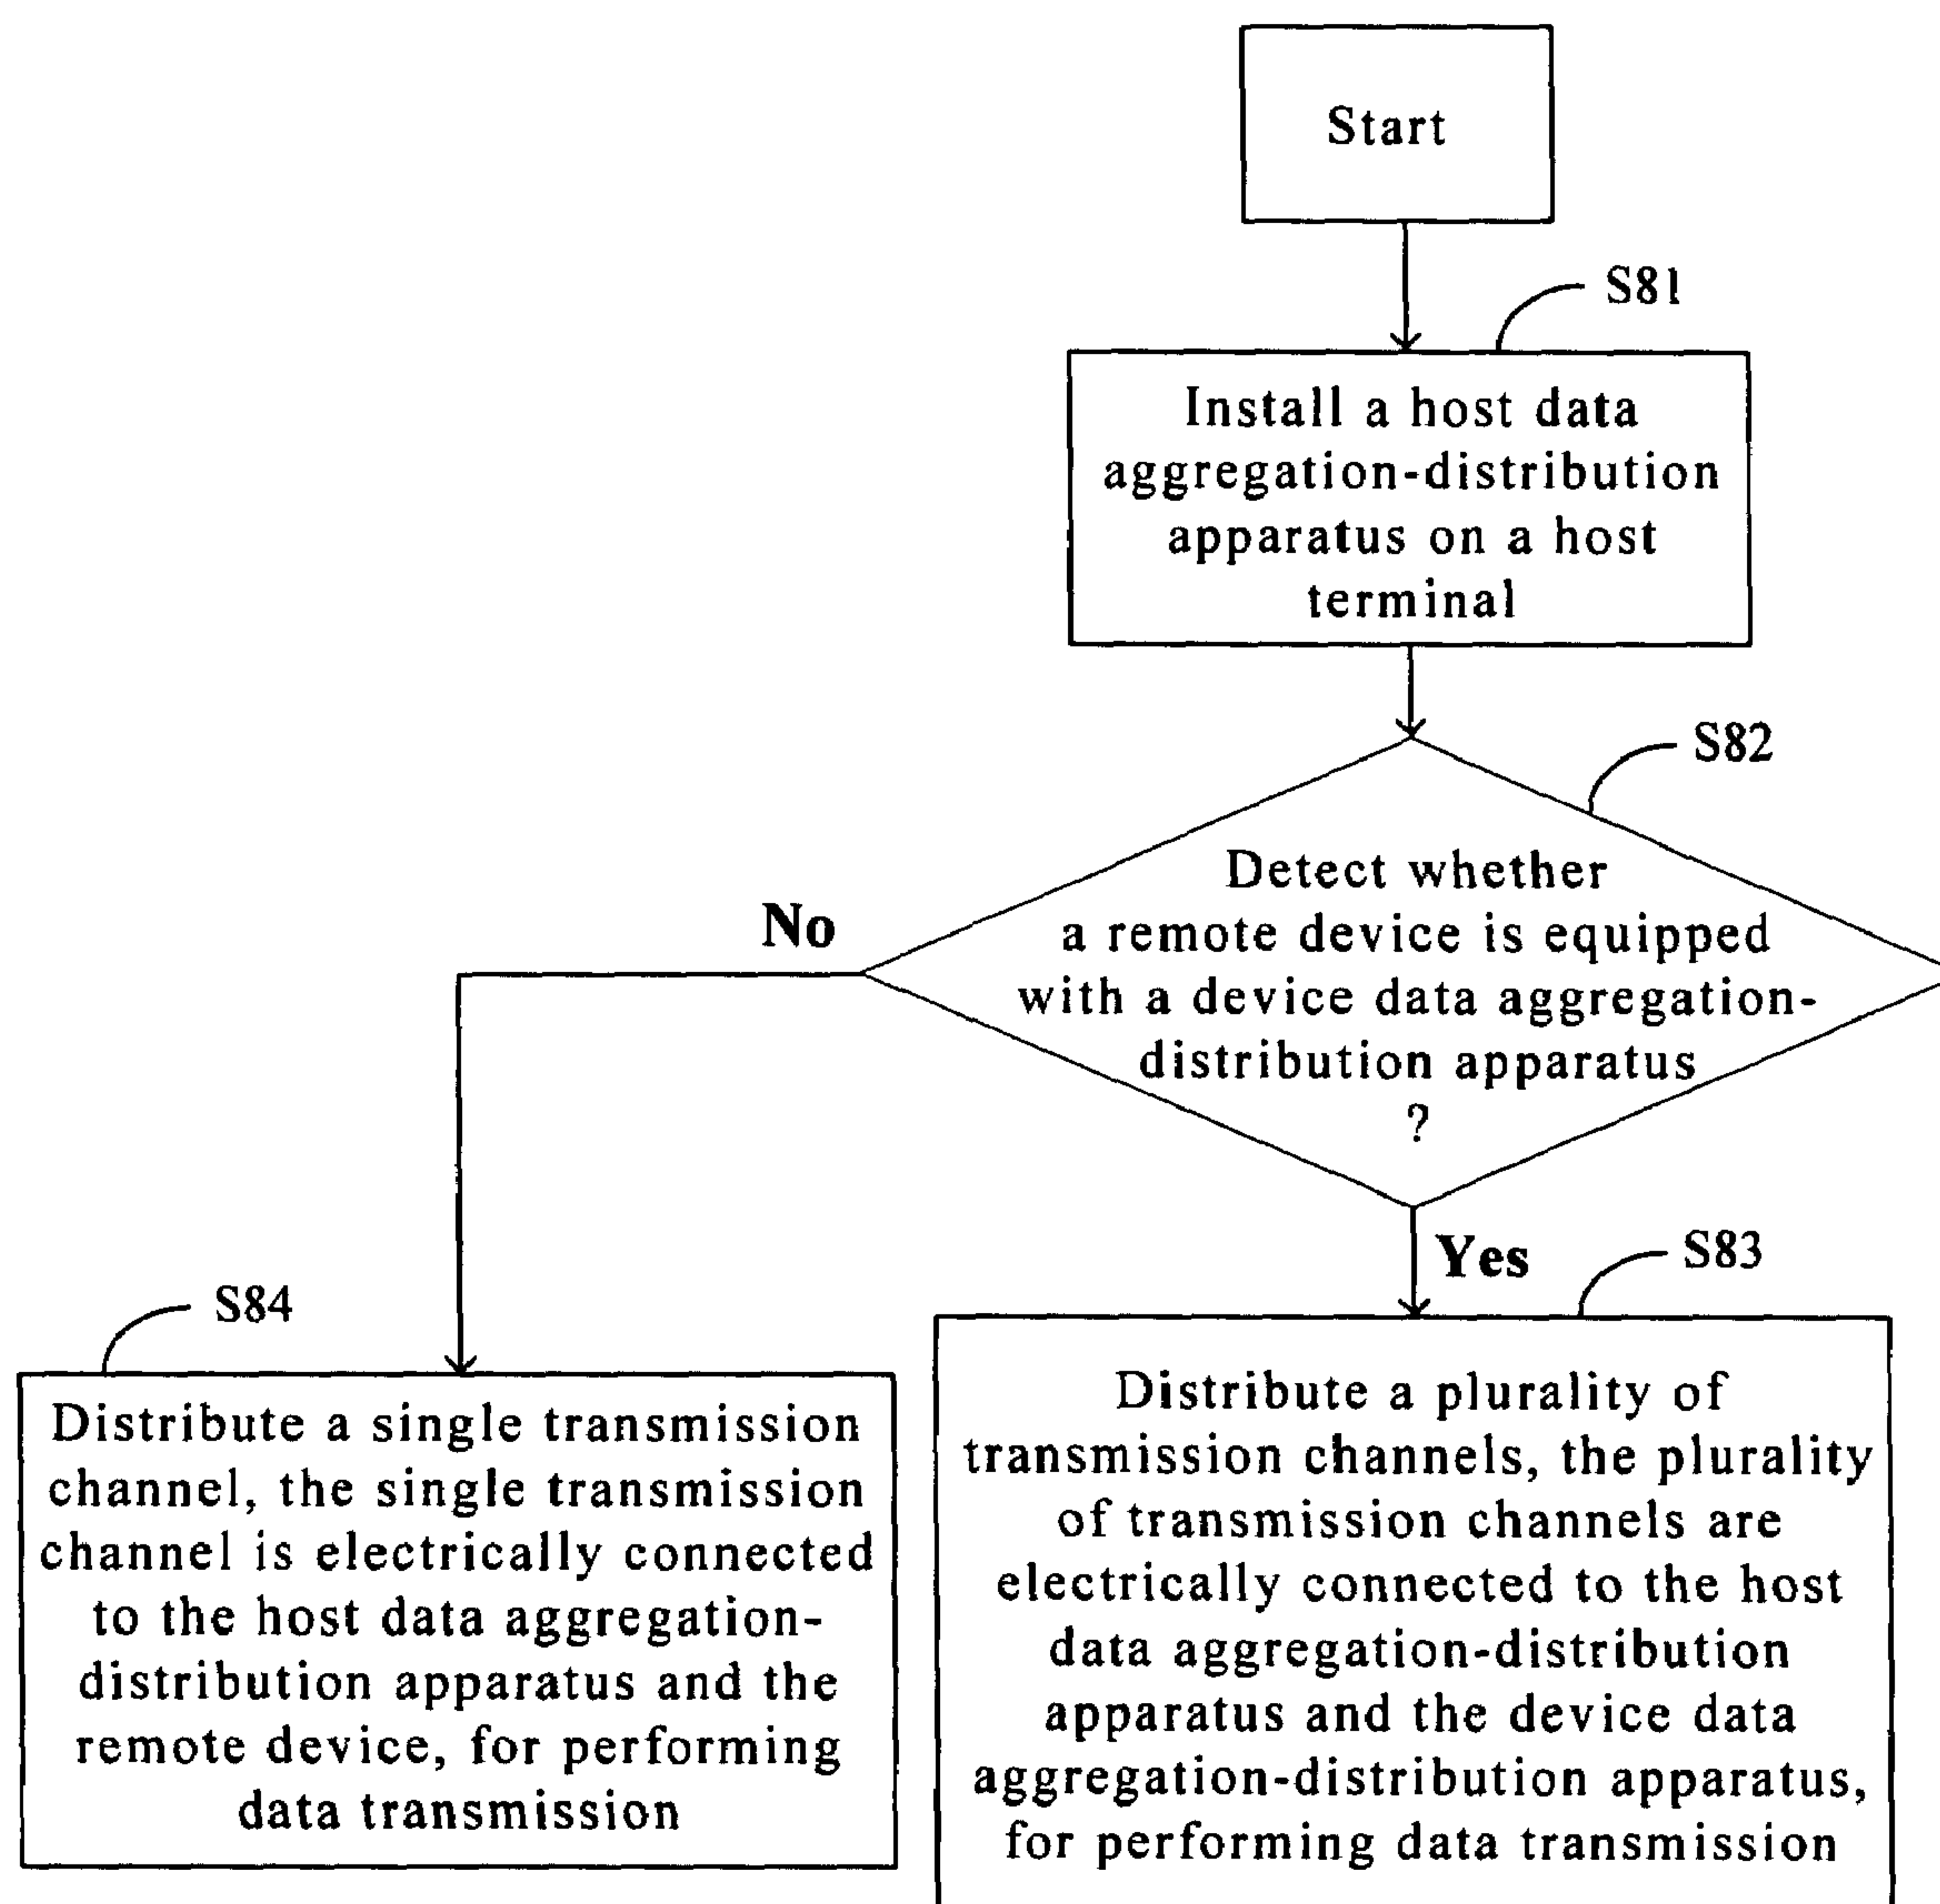 Start
S81
Install a host data
aggregation-distribution
apparatus on a host
terminal
S82
Detect whether
a remote device is equipped
with a device data aggregation-
distribution apparatus
?
No
Yes
S83
S84
Distribute a single transmission
channel, the single transmission
channel is electrically connected
to the host data aggregation-
distribution apparatus and the
remote device, for performing
data transmission
Distribute a plurality of
transmission channels, the plurality
of transmission channels are
electrically connected to the host
data aggregation-distribution
apparatus and the device data
aggregation-distribution apparatus,
for performing data transmission